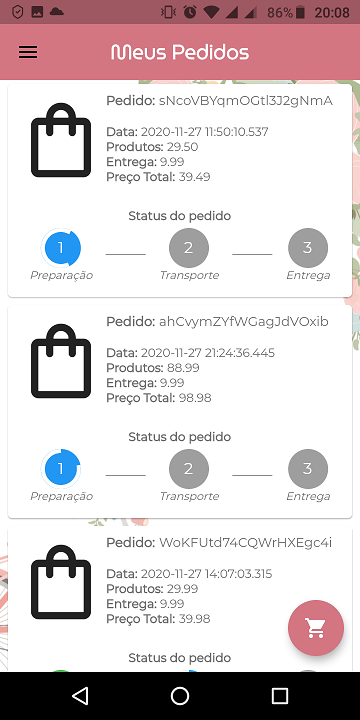 86% 20:08
Meus Pedidos
Pedido: sNcoVBYqmOGtl3J2gNmA
Data: 2020-11-27 11:50:10.537
Produtos: 29.50
Entrega: 9.99
Preço Total: 39.49
Status do pedido
1 2 3
Preparação Transporte Entrega
Pedido: ahCvymZYfWGagJdVOxib
Data: 2020-11-27 21:24:36.445
Produtos: 88.99
Entrega: 9.99
Preço Total: 98.98
Status do pedido
1 2 3
Preparação Transporte Entrega
Pedido: WoKFUtd74CQWrHXEgc4i
Data: 2020-11-27 14:07:03.315
Produtos: 29.99
Entrega: 9.99
Preço Total: 39.98
Status do pedido